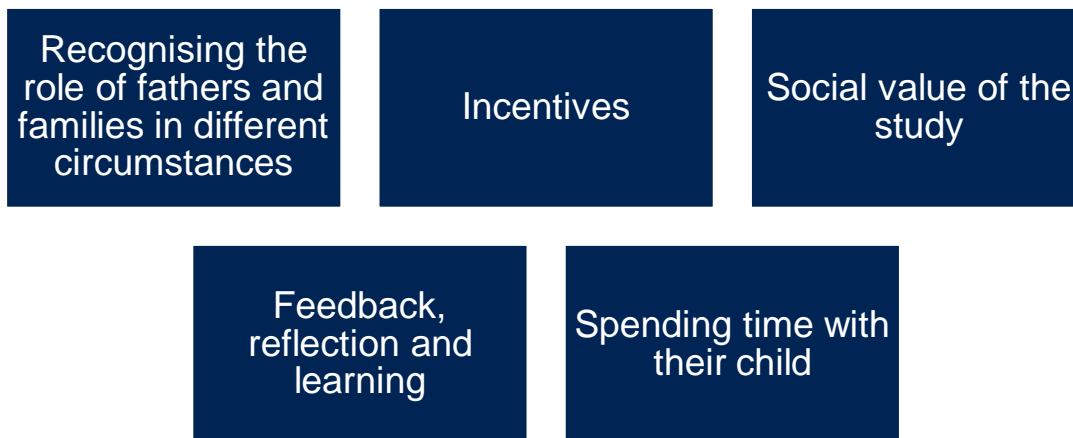 Recognising the
role of fathers and
families in different
circumstances
Incentives
Social value of the
study
Feedback,
reflection and
learning
Spending time with
their child